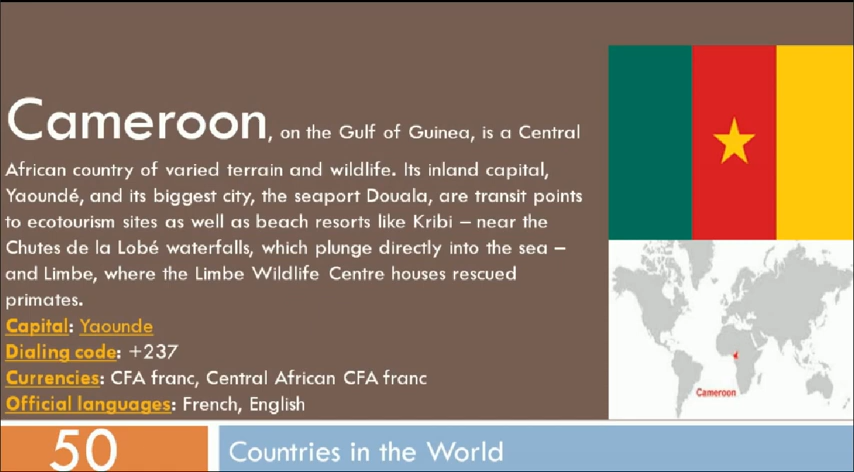 Cameroon, on the Gulf of Guinea, is a Central
African country of varied terrain and wildlife. Its inland capital,
Yaoundé, and its biggest city, the seaport Douala, are transit points
to ecotourism sites as well as beach resorts like Kribi – near the
Chutes de la Lobé waterfalls, which plunge directly into the sea –
and Limbe, where the Limbe Wildlife Centre houses rescued
primates.
Capital: Yaounde
Dialing code: +237
Currencies: CFA franc, Central African CFA franc
Official languages: French, English
Cameroon
50
Countries in the World